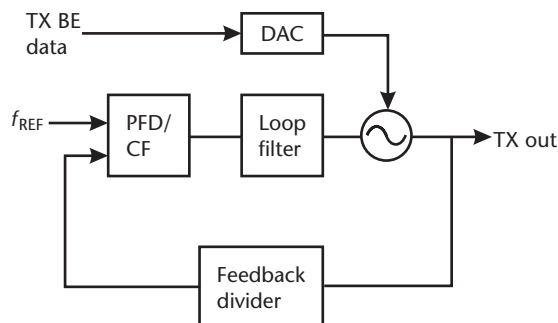 TX BE
data
DAC
fREF
PFD/
CF
Loop
filter
TX out
Feedback
divider